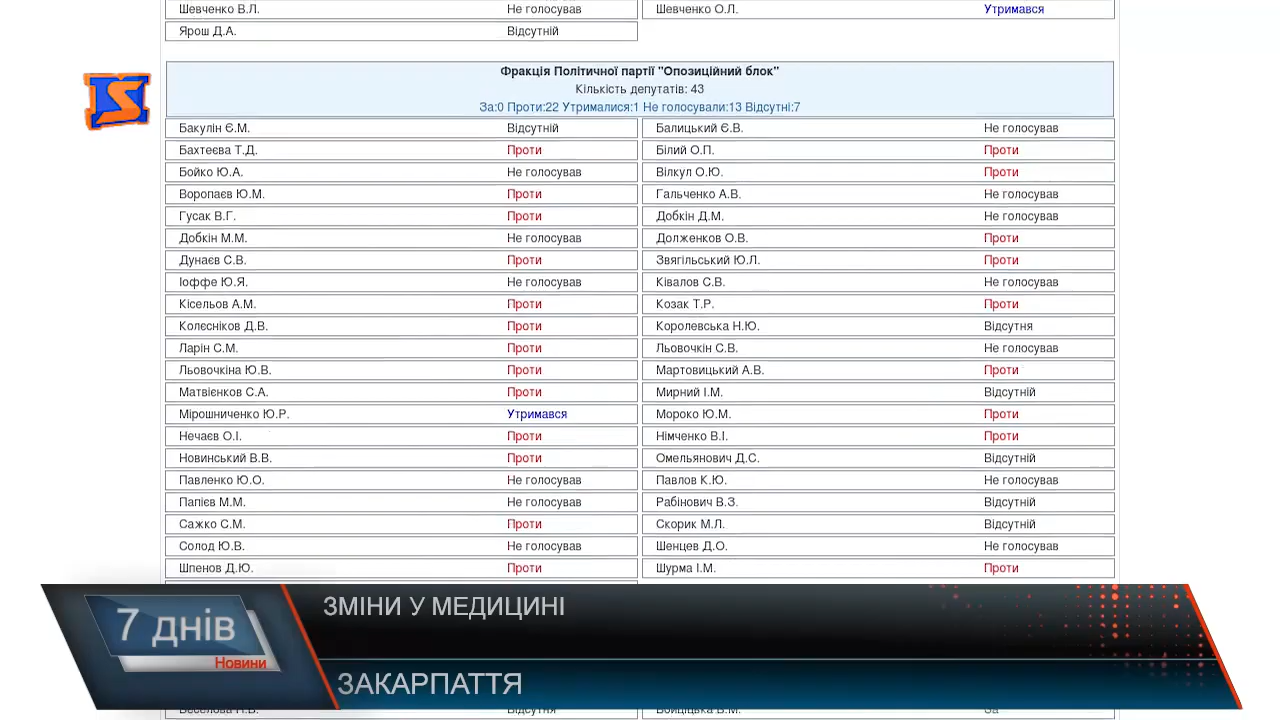 Шевченко В.Л. Не голосував Шевченко О.Л. Утримався
Ярош Д.А. Відсутній
Фракція Політичної партії "Опозиційний блок"
Кількість депутатів: 43
За:0 Проти:22 Утрималися:1 Не голосували:13 Відсутні:7
Бакулін Є.М. Відсутній Балицький Є.В. Не голосував
Бахтеєва Т.Д. Проти Білий О.П. Проти
Бойко Ю.А. Не голосував Вілкул О.Ю. Проти
Воропаєв Ю.М. Проти Гальченко А.В. Не голосував
Гусак В.Г. Проти Добкін Д.М. Не голосував
Добкін М.М. Не голосував Долженков О.В. Проти
Дунаєв С.В. Проти Звягільський Ю.Л. Проти
Іоффе Ю.Я. Не голосував Ківалов С.В. Не голосував
Кісельов А.М. Проти Козак Т.Р. Проти
Колєсніков Д.В. Проти Королевська Н.Ю. Відсутня
Ларін С.М. Проти Льовочкін С.В. Не голосував
Льовочкіна Ю.В. Проти Мартовицький А.В. Проти
Матвієнков С.А. Проти Мирний І.М. Відсутній
Мірошниченко Ю.Р. Утримався Мороко Ю.М. Проти
Нечаєв О.І. Проти Німченко В.І. Проти
Новинський В.В. Проти Омельянович Д.С. Відсутній
Павленко Ю.О. Не голосував Павлов К.Ю. Не голосував
Папієв М.М. Не голосував Рабінович В.З. Відсутній
Сажко С.М. Проти Скорик М.Л. Відсутній
Солод Ю.В. Не голосував Шенцев Д.О. Не голосував
Шпенов Д.Ю. Проти Шурма І.М. Проти
ЗМІНИ У МЕДИЦИНІ
7 днів
Новини
ЗАКАРПАТТЯ